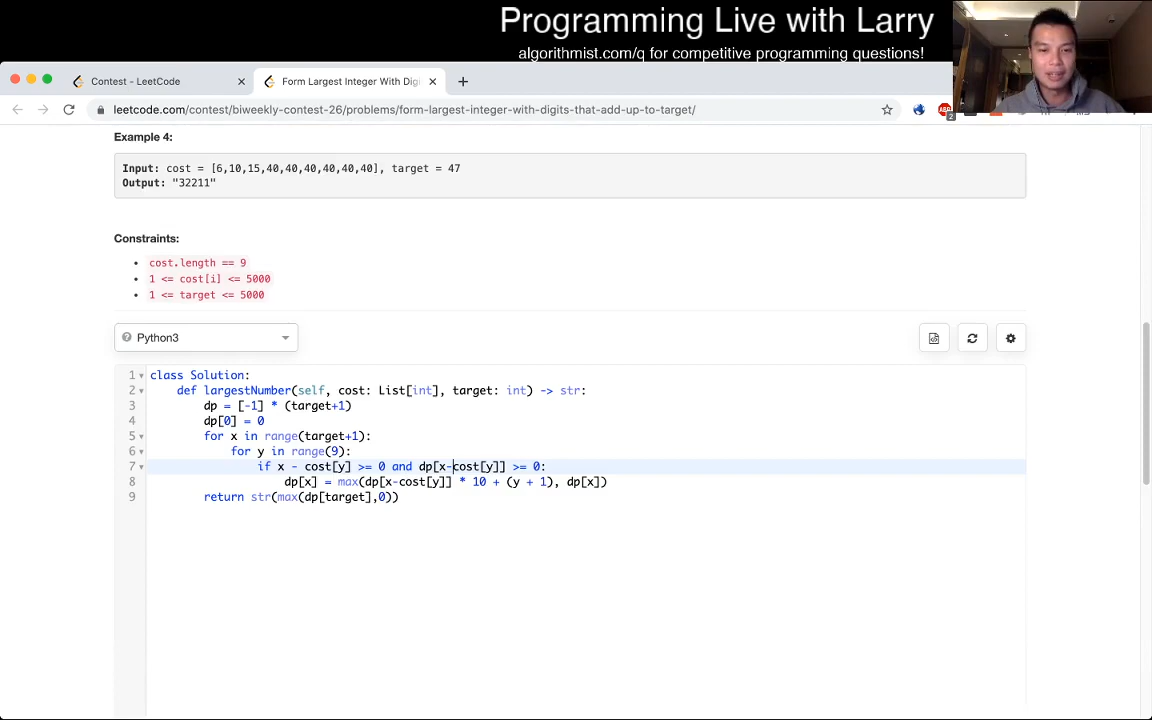 Programming Live with Larry
algorithmist.com/q for competitive programming questions!
Contest - LeetCode
Form Largest Integer With Digi
leetcode.com/contest/biweekly-contest-26/problems/form-largest-integer-with-digits-that-add-up-to-target/
2
Example 4:
Input: cost = [6,10,15,40,40,40,40,40,40], target = 47
Output: "32211"
Constraints:
cost.length == 9
1 <= cost[i] <= 5000
1 <= target <= 5000
Python3
1 class Solution:
2 def largestNumber(self, cost: List[int], target: int) -> str:
3 dp = [-1] * (target+1)
4 dp[0] = 0
5 for x in range(target+1):
6 for y in range(9):
7 if x - cost[y] >= 0 and dp[x-cost[y]] >= 0:
8 dp[x] = max(dp[x-cost[y]] * 10 + (y + 1), dp[x])
9 return str(max(dp[target],0))